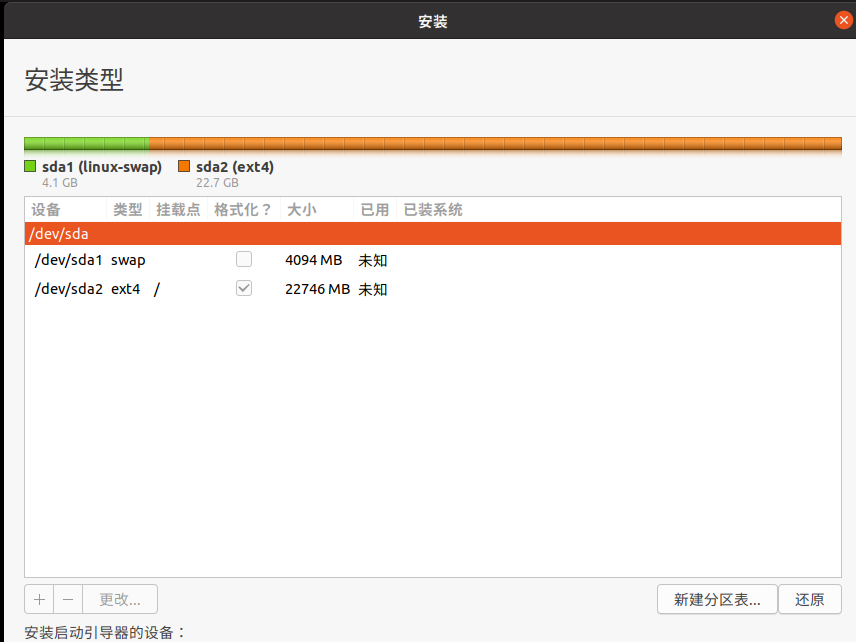 安装
安装类型
sda1 (linux-swap) sda2 (ext4)
4.1 GB 22.7 GB
设备 类型 挂载点 格式化？ 大小 已用 已装系统
/dev/sda
/dev/sda1 swap 4094 MB 未知
/dev/sda2 ext4 / 22746 MB 未知
+ − 更改... 新建分区表... 还原
安装启动引导器的设备：